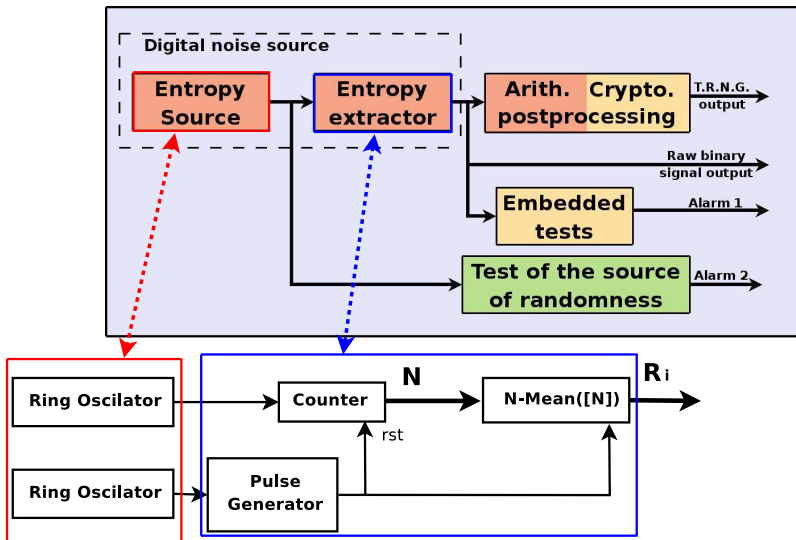 Digital noise source
Entropy
Source
Entropy
extractor
Arith. Crypto.
postprocessing
T.R.N.G.
output
Raw binary
signal output
Embedded
tests
Alarm 1
Test of the source
of randomness
Alarm 2
Ring Oscilator
Counter
N
N-Mean([N])
Ri
rst
Ring Oscilator
Pulse
Generator